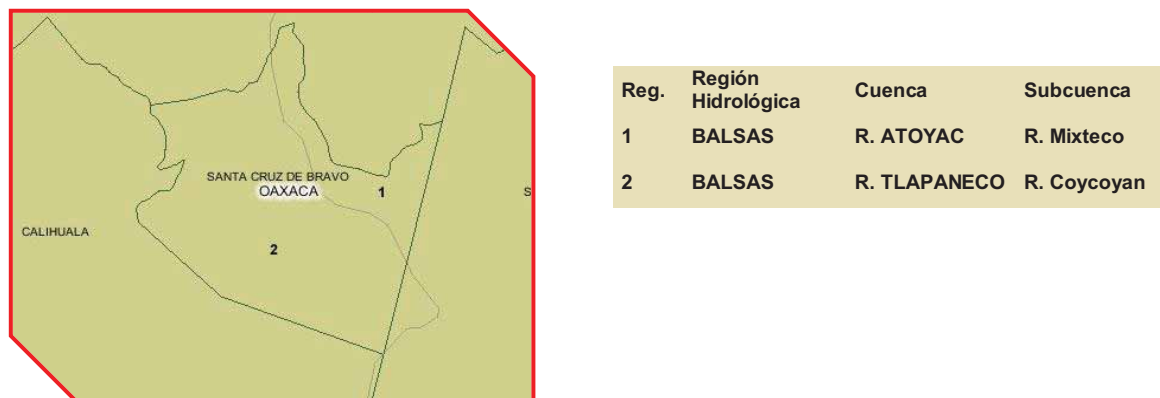 SANTA CRUZ DE BRAVO
OAXACA
1
S
CALIHUALA
2
Reg. Región Hidrológica Cuenca Subcuenca
1 BALSAS R. ATOYAC R. Mixteco
2 BALSAS R. TLAPANECO R. Coycoyan